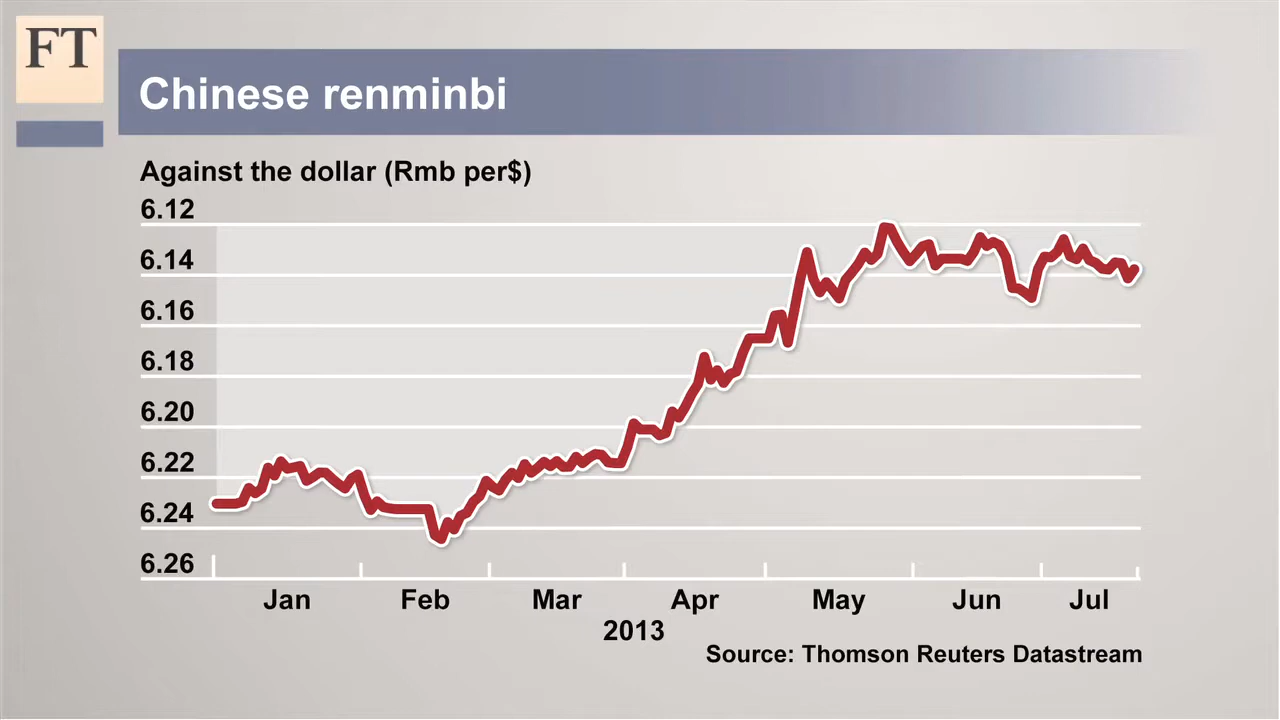 FT
Chinese renminbi
Against the dollar (Rmb per$)
6.12
6.14
6.16
6.18
6.20
6.22
6.24
6.26
Jan Feb Mar Apr May Jun Jul
2013
Source: Thomson Reuters Datastream